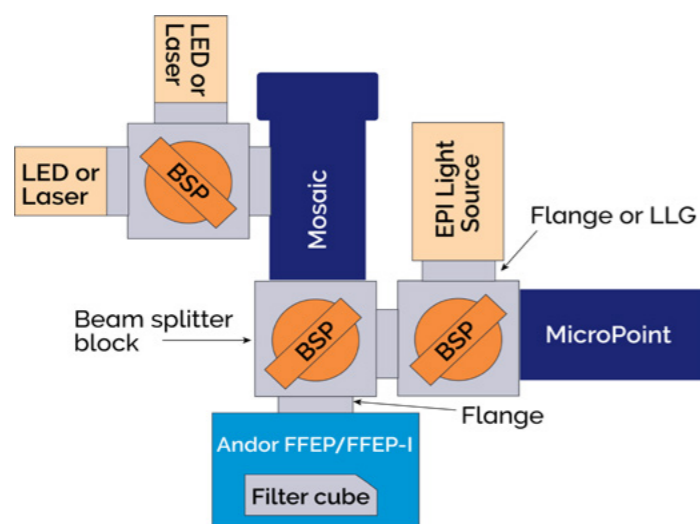 LED or
Laser
LED or
Laser
BSP
Mosaic
EPI Light
Source
Flange or LLG
Beam splitter
block
BSP
BSP
MicroPoint
Flange
Andor FFEP/FFEP-I
Filter cube